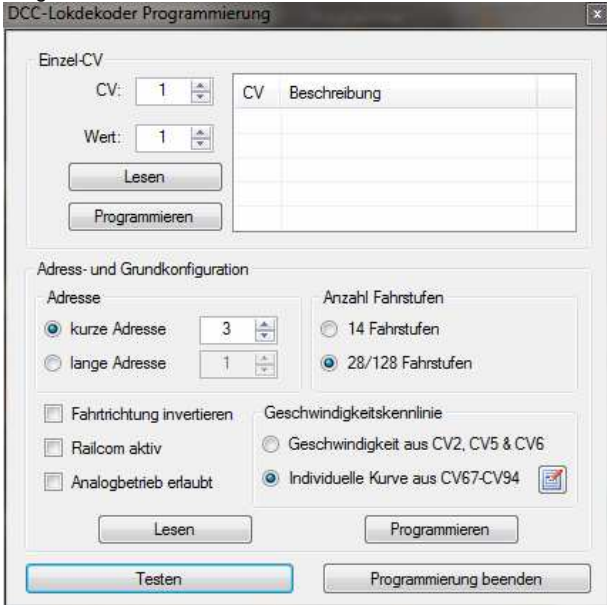 DCC-Lokdekoder Programmierung
Einzel-CV
CV: 1
CV Beschreibung
Wert: 1
Lesen
Programmieren
Adress- und Grundkonfiguration
Adresse
kurze Adresse 3
lange Adresse 1
Anzahl Fahrstufen
14 Fahrstufen
28/128 Fahrstufen
Fahrtrichtung invertieren
Railcom aktiv
Analogbetrieb erlaubt
Geschwindigkeitskennlinie
Geschwindigkeit aus CV2, CV5 & CV6
Individuelle Kurve aus CV67-CV94
Lesen
Programmieren
Testen
Programmierung beenden